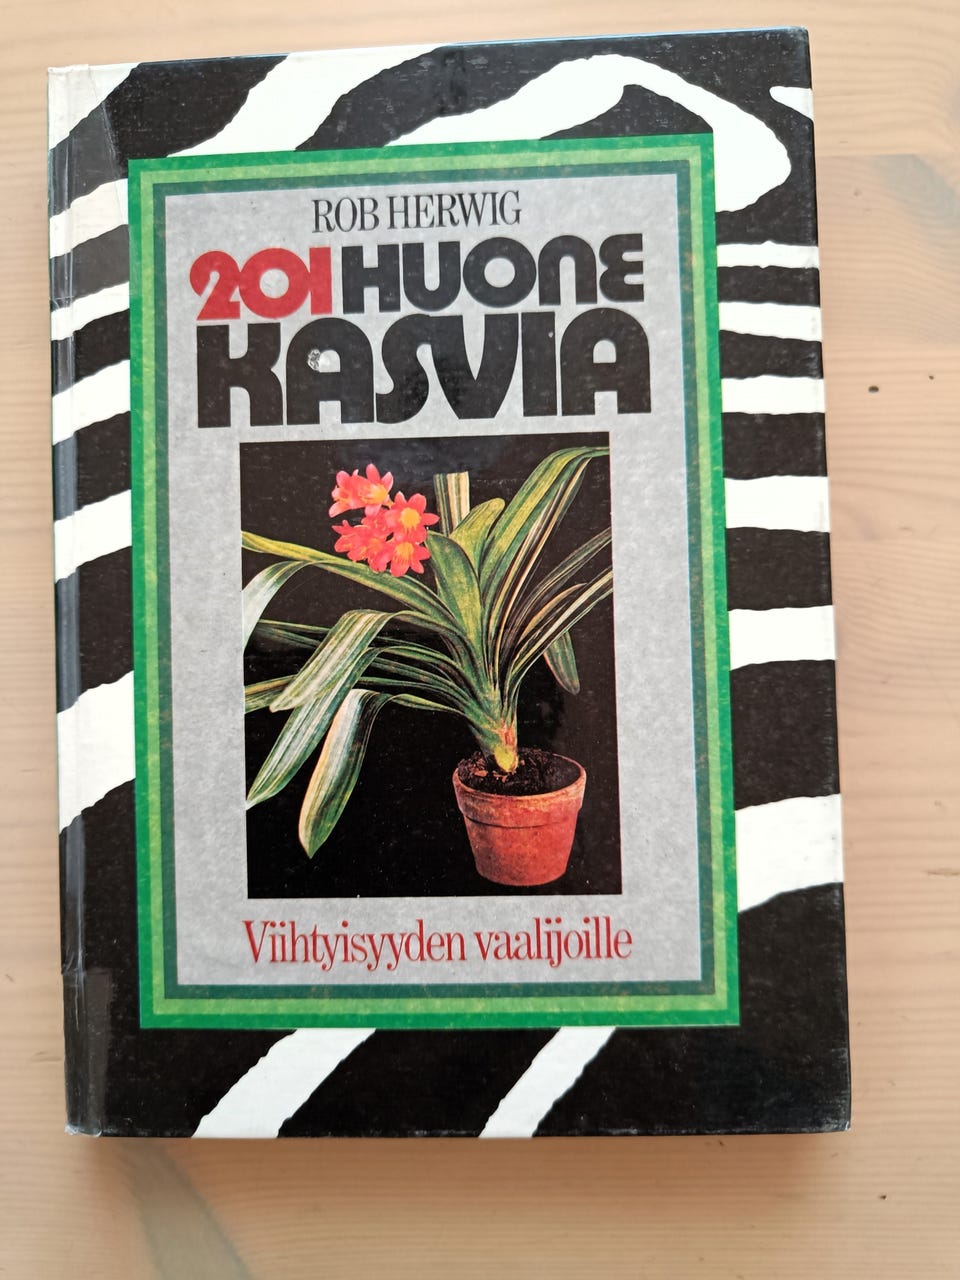 ROB HERWIG
201 HUONE
KASVIA
Viihtyisyyden vaalijoille